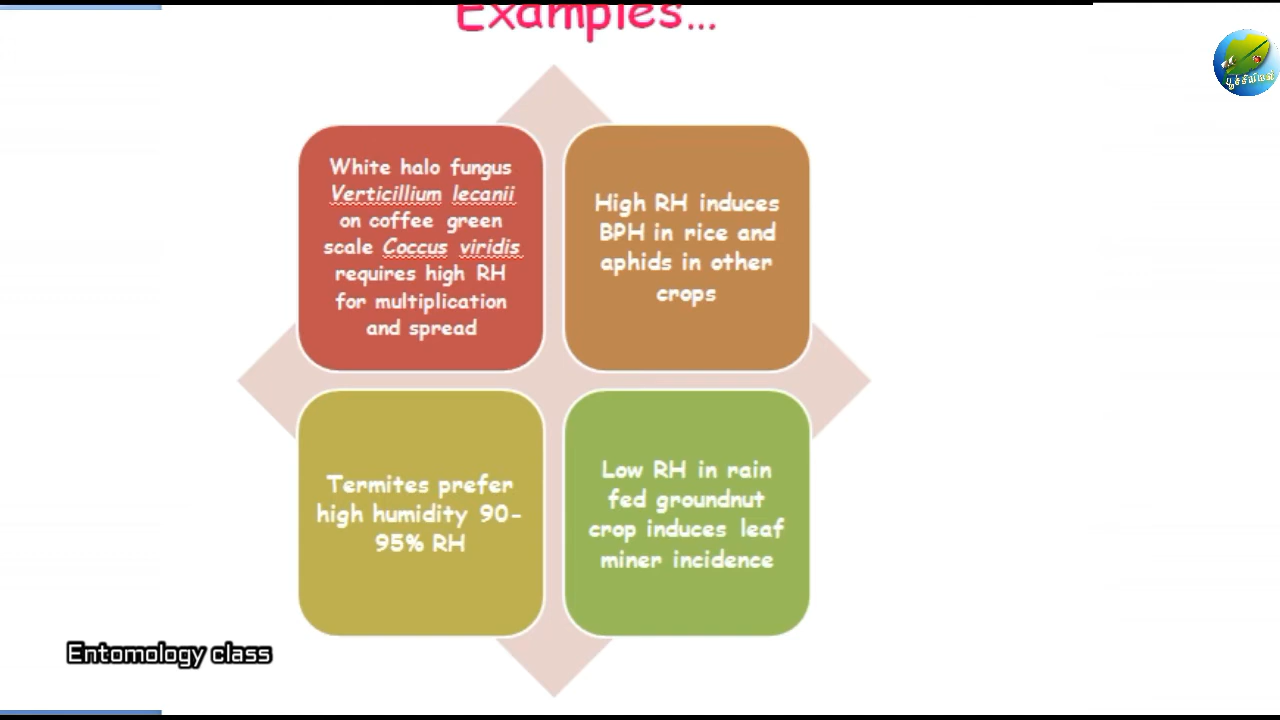 Examples...
பூச்சியியல்
White halo fungus
Verticillium lecanii
on coffee green
scale Coccus viridis
requires high RH
for multiplication
and spread
High RH induces
BPH in rice and
aphids in other
crops
Termites prefer
high humidity 90-
95% RH
Low RH in rain
fed groundnut
crop induces leaf
miner incidence
Entomology class